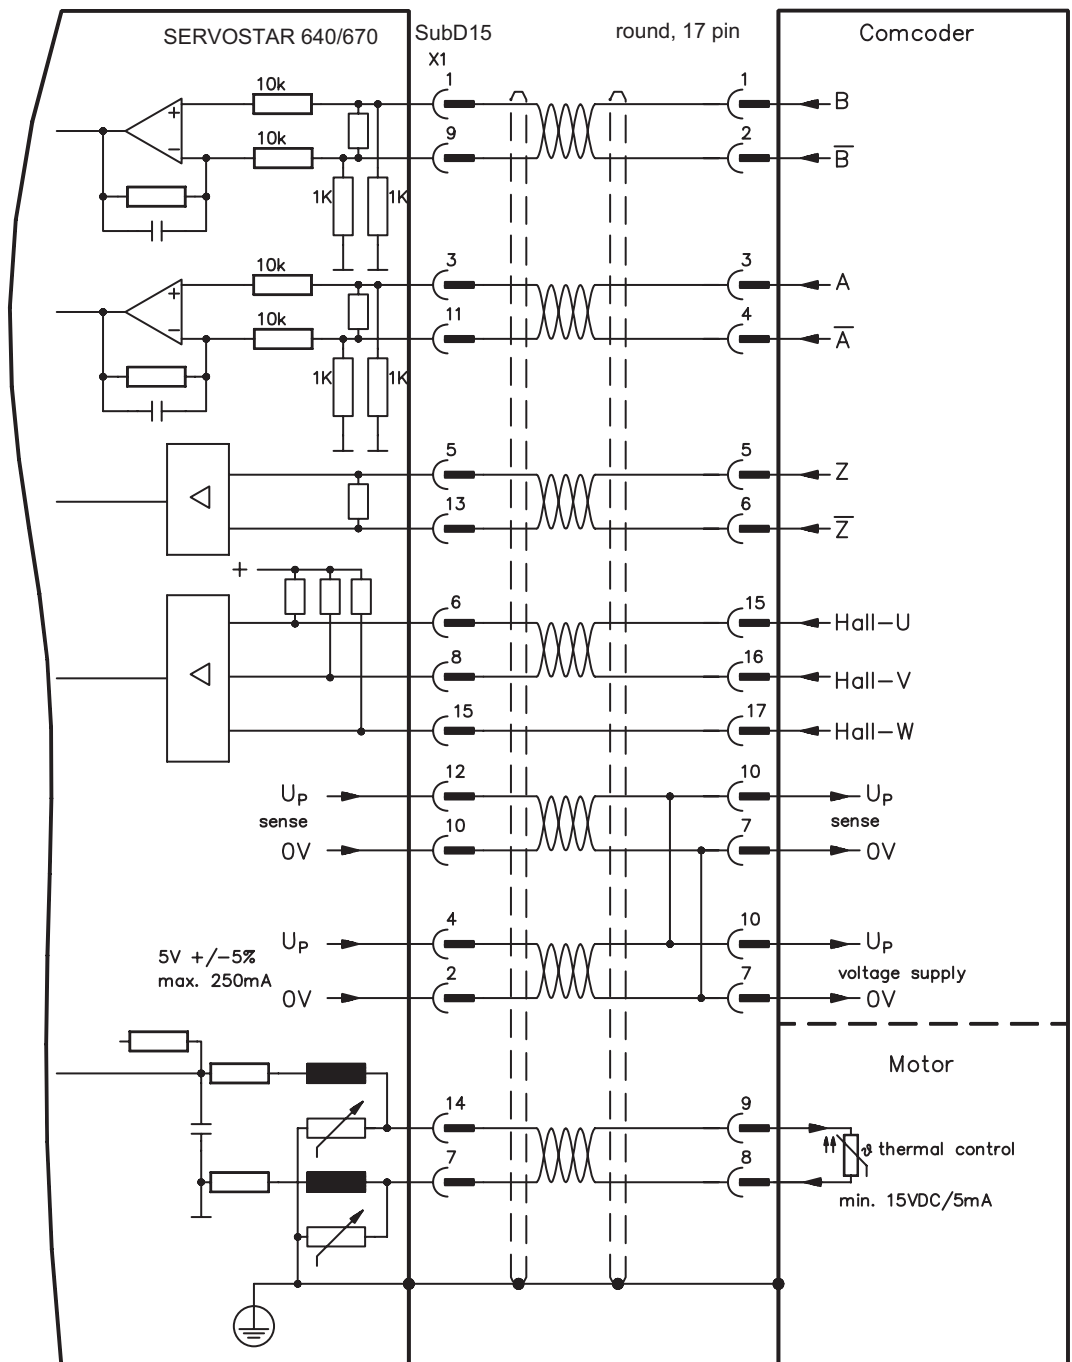 SERVOSTAR 640/670 SubD15 round, 17 pin Comcoder
X1
10k 1 1 B
10k 9 2 B̅
1K 1K
10k 3 3 A
10k 11 4 A̅
1K 1K
5 5 Z
13 6 Z̅
+
6 15 Hall-U
8 16 Hall-V
15 17 Hall-W
UP 12 10 UP
sense sense
0V 10 7 0V
UP 4 10 UP
5V +/-5%
max. 250mA
voltage supply
0V 2 7 0V
Motor
14 9
ϑ thermal control
7 8
min. 15VDC/5mA